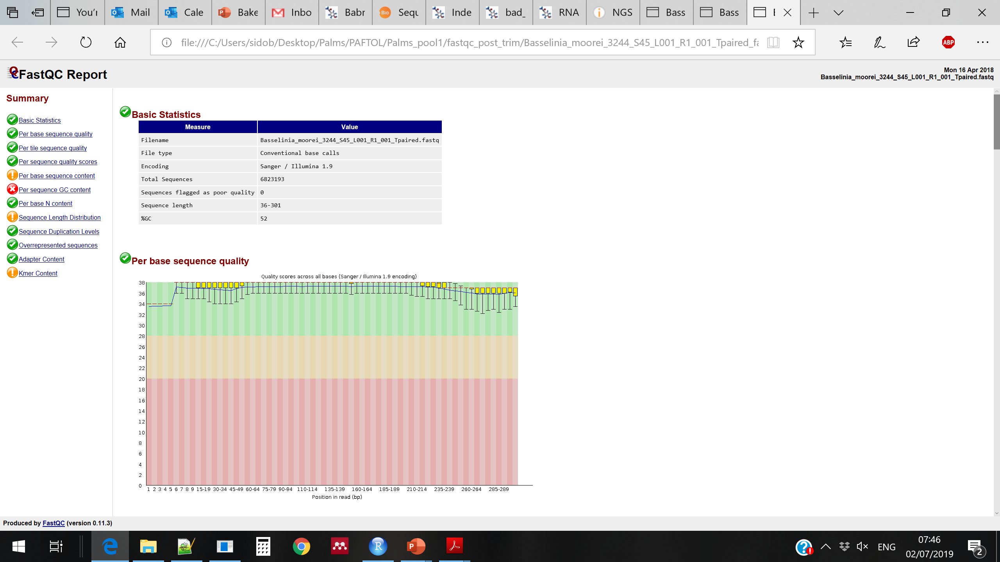 You'r
Mail
Cale
Bake
Inbo
Babr
Sequ
Inde
bad_
RNA
NGS
Bass
Bass
file:///C:/Users/sidob/Desktop/Palms/PAFTOL/Palms_pool1/fastqc_post_trim/Basselinia_moorei_3244_S45_L001_R1_001_Tpaired_fa
ABP
FastQC Report
Mon 16 Apr 2018
Basselinia_moorei_3244_S45_L001_R1_001_Tpaired.fastq
Summary
Basic Statistics
Per base sequence quality
Per tile sequence quality
Per sequence quality scores
Per base sequence content
Per sequence GC content
Per base N content
Sequence Length Distribution
Sequence Duplication Levels
Overrepresented sequences
Adapter Content
Kmer Content
Basic Statistics
Measure Value
Filename Basselinia_moorei_3244_S45_L001_R1_001_Tpaired.fastq
File type Conventional base calls
Encoding Sanger / Illumina 1.9
Total Sequences 6823193
Sequences flagged as poor quality 0
Sequence length 36-301
%GC 52
Per base sequence quality
Quality scores across all bases (Sanger / Illumina 1.9 encoding)
38
36
34
32
30
28
26
24
22
20
18
16
14
12
10
8
6
4
2
0
1 2 3 4 5 6 7 8 9 15-19 30-34 45-49 60-64 75-79 90-94 110-114 135-139 160-164 185-189 210-214 235-239 260-264 285-289
Position in read (bp)
Produced by FastQC (version 0.11.3)
ENG
07:46
02/07/2019
2